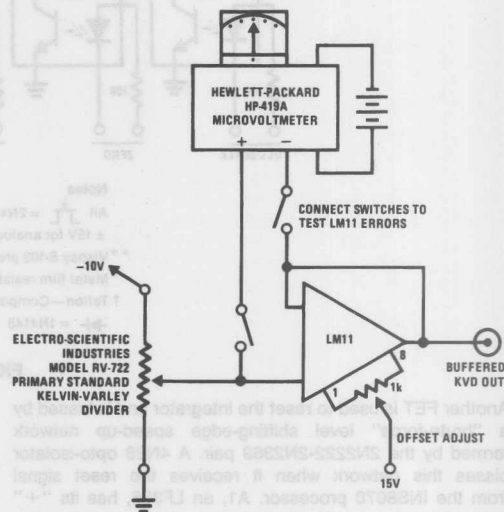 HEWLETT-PACKARD
HP-419A
MICROVOLTMETER
+ −
CONNECT SWITCHES TO
TEST LM11 ERRORS
−10V
ELECTRO-SCIENTIFIC
INDUSTRIES
MODEL RV-722
PRIMARY STANDARD
KELVIN-VARLEY
DIVIDER
LM11
8
1
1k
BUFFERED
KVD OUT
OFFSET ADJUST
15V